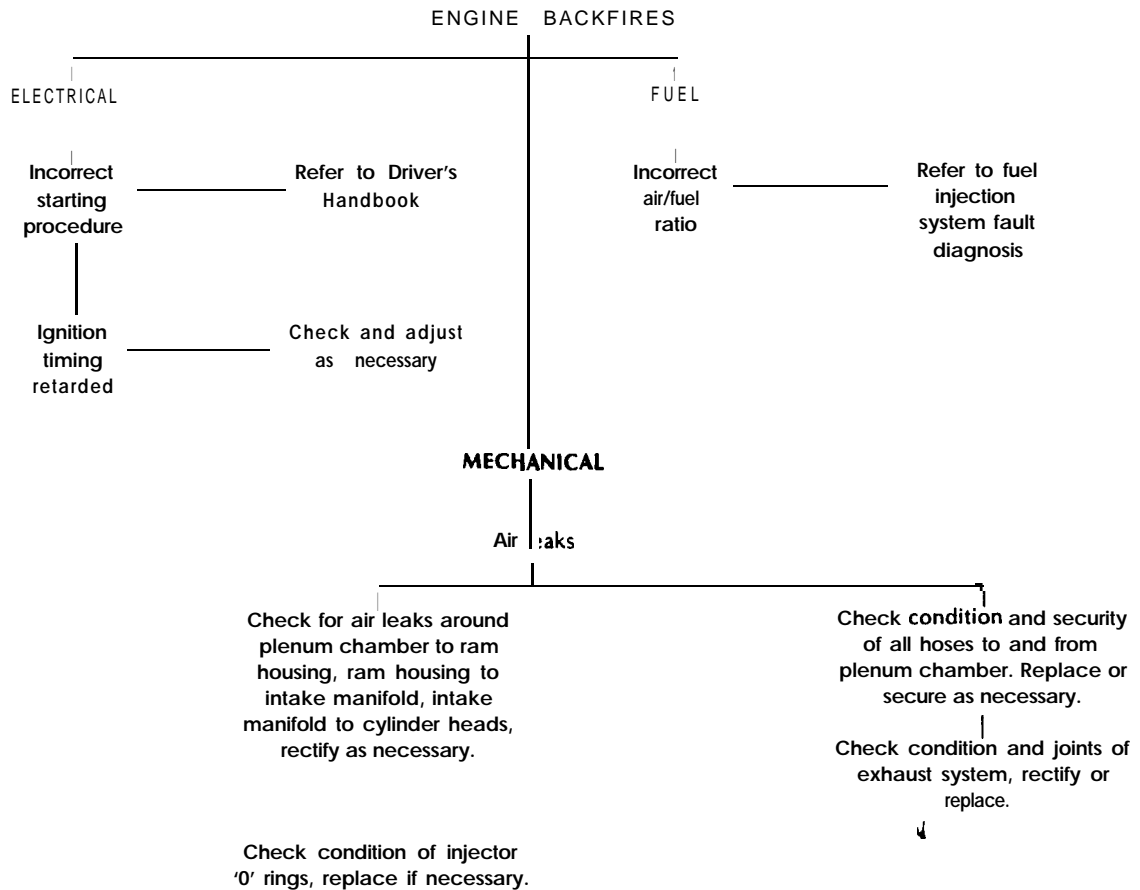 ENGINE BACKFIRES
ELECTRICAL
FUEL
Incorrect
starting
procedure
Refer to Driver's
Handbook
Incorrect
air/fuel
ratio
Refer to fuel
injection
system fault
diagnosis
Ignition
timing
retarded
Check and adjust
as necessary
MECHANICAL
Air eaks
Check for air leaks around
plenum chamber to ram
housing, ram housing to
intake manifold, intake
manifold to cylinder heads,
rectify as necessary.
Check condition and security
of all hoses to and from
plenum chamber. Replace or
secure as necessary.
Check condition and joints of
exhaust system, rectify or
replace.
Check condition of injector
'0' rings, replace if necessary.